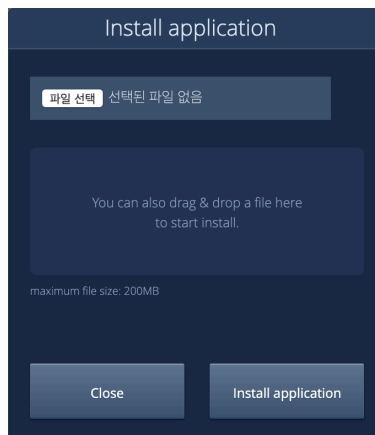 Install application
파일 선택 선택된 파일 없음
You can also drag & drop a file here
to start install.
maximum file size: 200MB
Close Install application